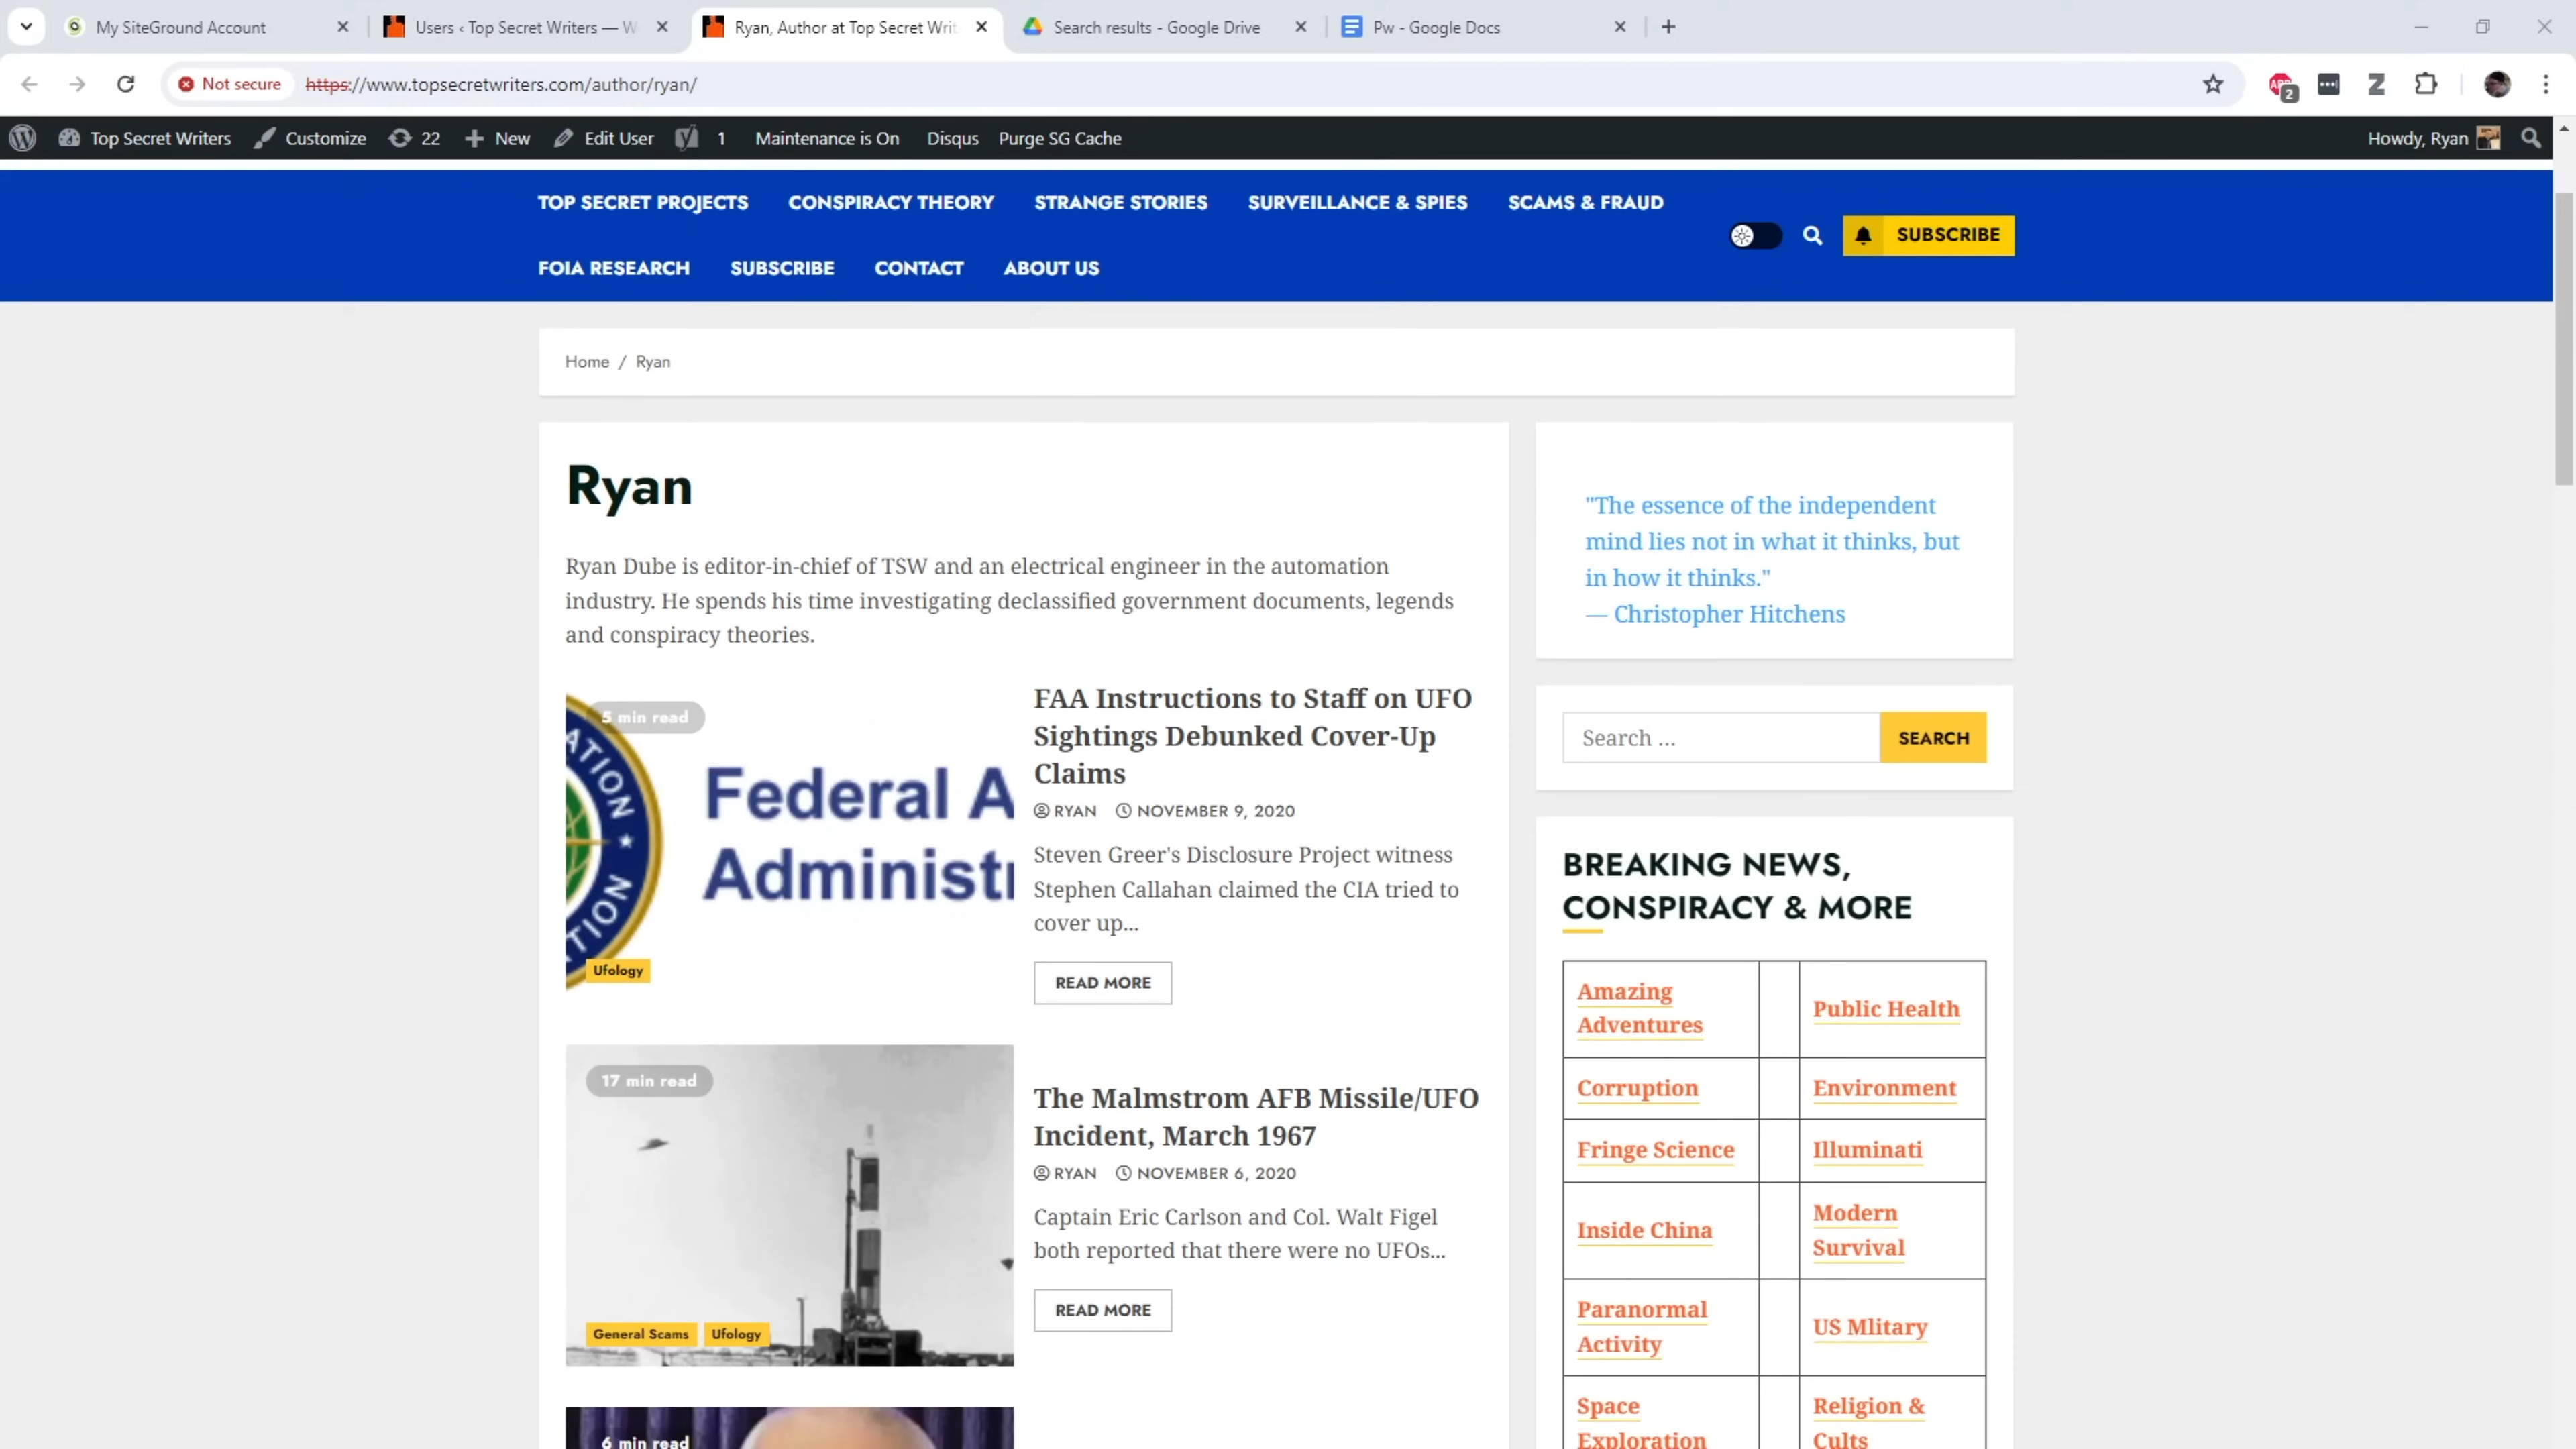 My SiteGround Account
Users ‹ Top Secret Writers — W
Ryan, Author at Top Secret Writ
Search results - Google Drive
Pw - Google Docs
Not secure
https://www.topsecretwriters.com/author/ryan/
2
Top Secret Writers
Customize
22
New
Edit User
1
Maintenance is On
Disqus
Purge SG Cache
Howdy, Ryan
TOP SECRET PROJECTS
CONSPIRACY THEORY
STRANGE STORIES
SURVEILLANCE & SPIES
SCAMS & FRAUD
FOIA RESEARCH
SUBSCRIBE
CONTACT
ABOUT US
SUBSCRIBE
Home / Ryan
Ryan
Ryan Dube is editor-in-chief of TSW and an electrical engineer in the automation
industry. He spends his time investigating declassified government documents, legends
and conspiracy theories.
5 min read
ATION
Federal A
Administr
TION
Ufology
FAA Instructions to Staff on UFO
Sightings Debunked Cover-Up
Claims
RYAN NOVEMBER 9, 2020
Steven Greer's Disclosure Project witness
Stephen Callahan claimed the CIA tried to
cover up...
READ MORE
17 min read
General Scams
Ufology
The Malmstrom AFB Missile/UFO
Incident, March 1967
RYAN NOVEMBER 6, 2020
Captain Eric Carlson and Col. Walt Figel
both reported that there were no UFOs...
READ MORE
6 min read
"The essence of the independent
mind lies not in what it thinks, but
in how it thinks."
— Christopher Hitchens
Search ...
SEARCH
BREAKING NEWS,
CONSPIRACY & MORE
Amazing
Adventures
Public Health
Corruption
Environment
Fringe Science
Illuminati
Inside China
Modern
Survival
Paranormal
Activity
US Mlitary
Space
Exploration
Religion &
Cults